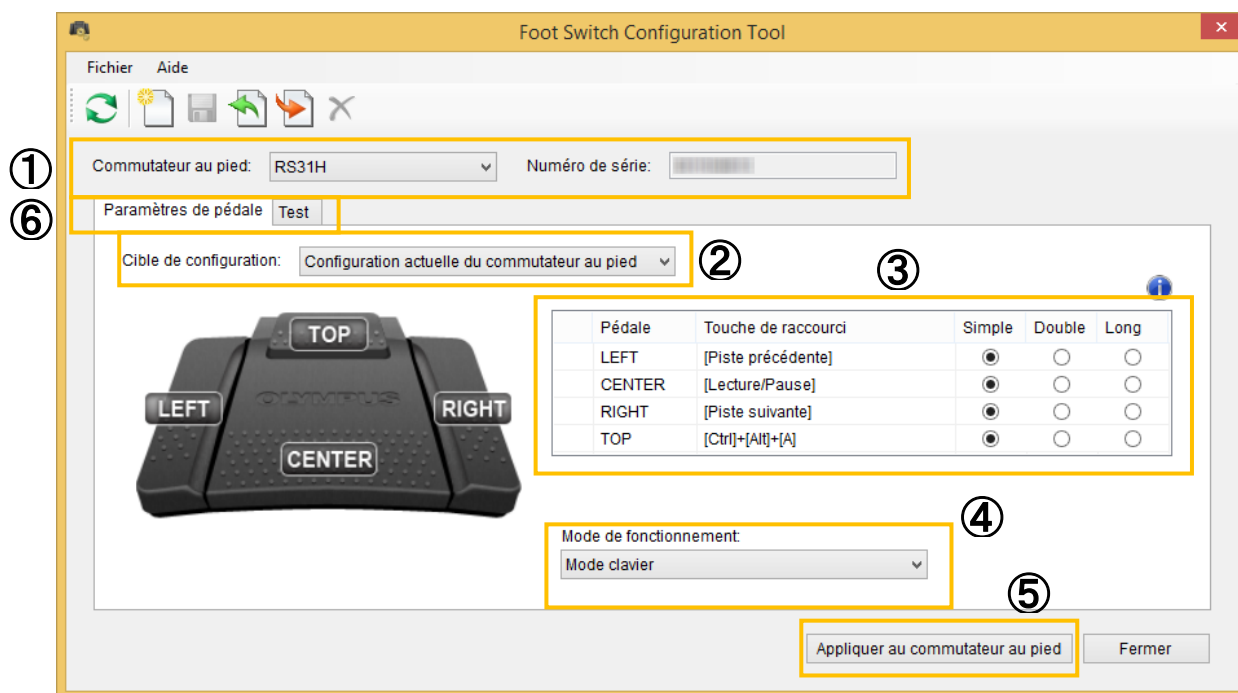 Foot Switch Configuration Tool
Fichier Aide
① Commutateur au pied: RS31H Numéro de série:
⑥ Paramètres de pédale Test
Cible de configuration: Configuration actuelle du commutateur au pied ② ③
TOP
LEFT OLYMPUS RIGHT
CENTER
Pédale Touche de raccourci Simple Double Long
LEFT [Piste précédente]
CENTER [Lecture/Pause]
RIGHT [Piste suivante]
TOP [Ctrl]+[Alt]+[A]
④
Mode de fonctionnement:
Mode clavier
⑤
Appliquer au commutateur au pied Fermer